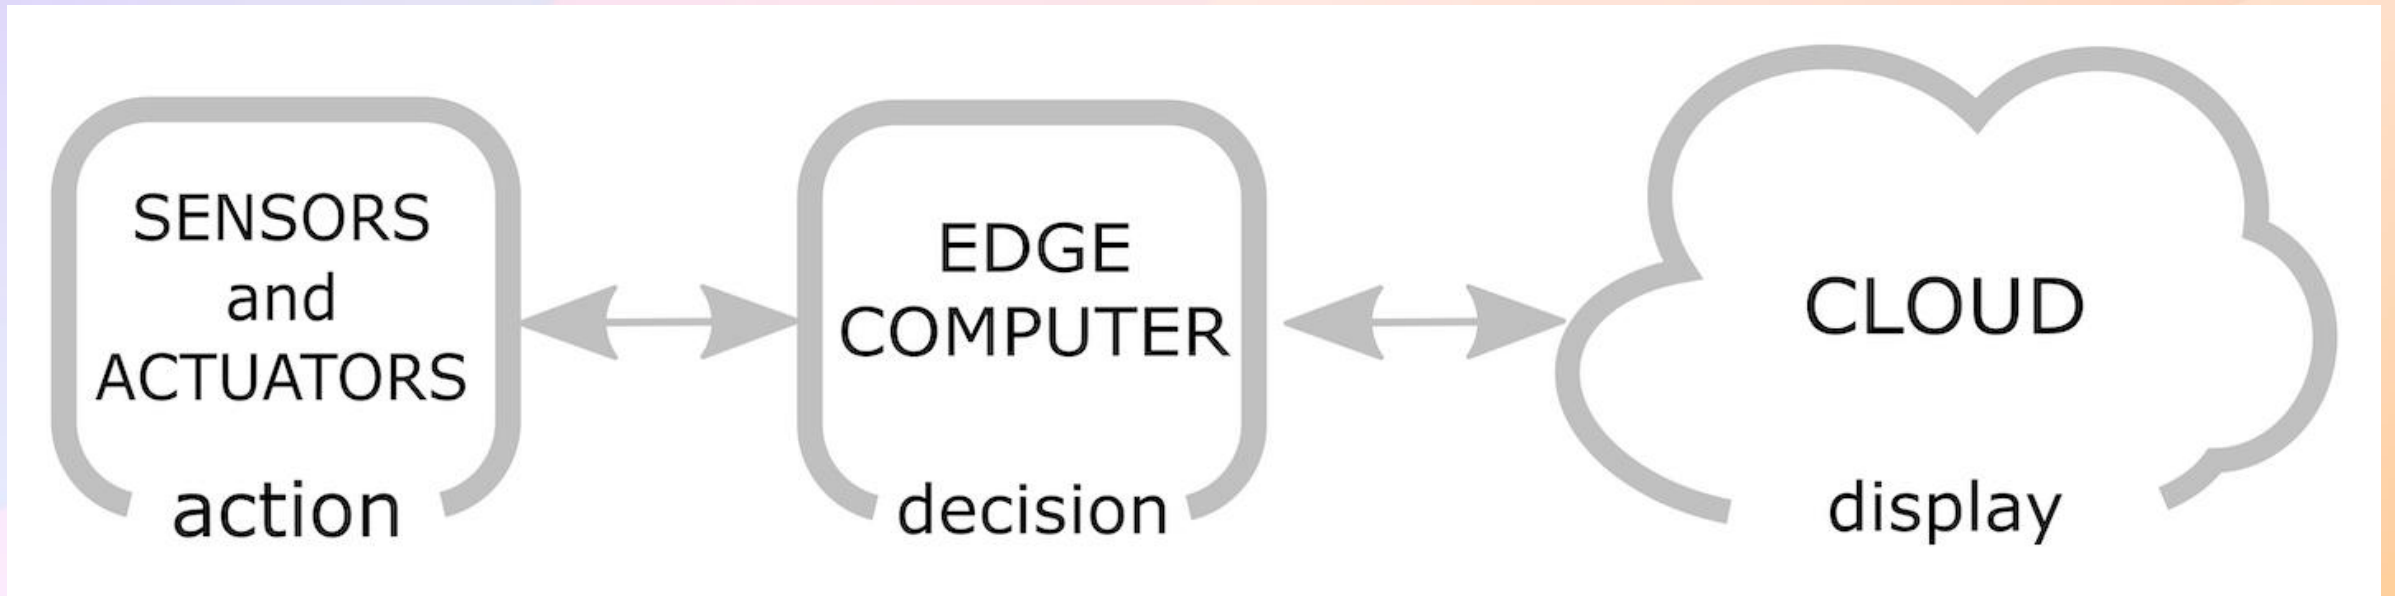 SENSORS
and
ACTUATORS
action
EDGE
COMPUTER
decision
CLOUD
display